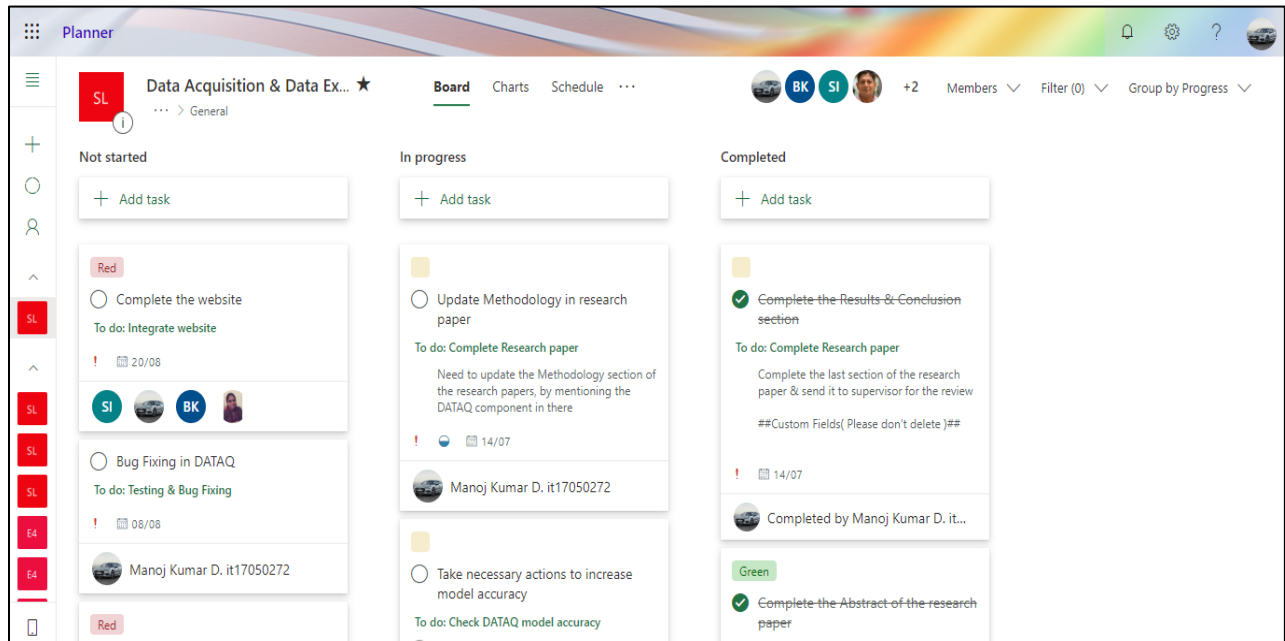 Planner
SL
Data Acquisition & Data Ex...
... > General
Board Charts Schedule ...
BK SI +2 Members Filter (0) Group by Progress
Not started
Add task
Red
Complete the website
To do: Integrate website
! 20/08
SI BK
Bug Fixing in DATAQ
To do: Testing & Bug Fixing
! 08/08
Manoj Kumar D. it17050272
Red
In progress
Add task
Update Methodology in research
paper
To do: Complete Research paper
Need to update the Methodology section of
the research papers, by mentioning the
DATAQ component in there
! 14/07
Manoj Kumar D. it17050272
Take necessary actions to increase
model accuracy
To do: Check DATAQ model accuracy
Completed
Add task
Complete the Results & Conclusion
section
To do: Complete Research paper
Complete the last section of the research
paper & send it to supervisor for the review
##Custom Fields( Please don't delete )##
! 14/07
Completed by Manoj Kumar D. it...
Green
Complete the Abstract of the research
paper
SL
SL
SL
SL
E4
E4